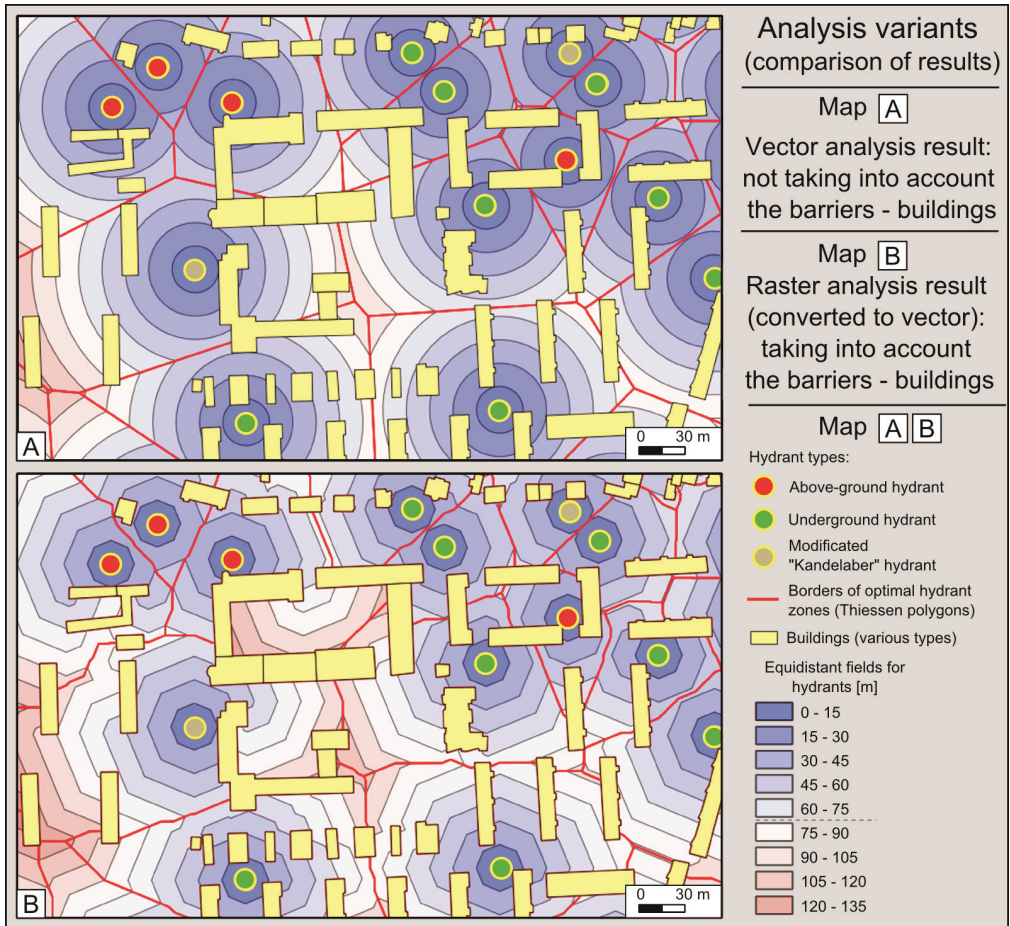 A
0 30 m
B
0 30 m
Analysis variants
(comparison of results)
Map A
Vector analysis result:
not taking into account
the barriers - buildings
Map B
Raster analysis result
(converted to vector):
taking into account
the barriers - buildings
Map A B
Hydrant types:
Above-ground hydrant
Underground hydrant
Modificated
"Kandelaber" hydrant
Borders of optimal hydrant
zones (Thiessen polygons)
Buildings (various types)
Equidistant fields for
hydrants [m]
0 - 15
15 - 30
30 - 45
45 - 60
60 - 75
75 - 90
90 - 105
105 - 120
120 - 135